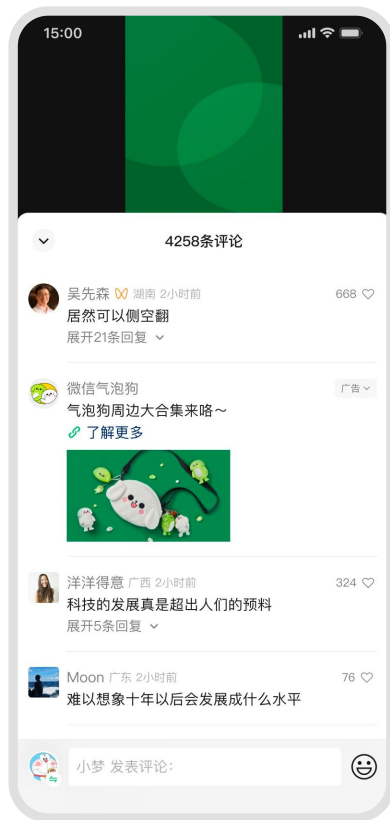 15:00
4258条评论
吴先森 湖南 2小时前 668
居然可以侧空翻
展开21条回复
微信气泡狗 广告
气泡狗周边大合集来咯～
了解更多
洋洋得意 广西 2小时前 324
科技的发展真是超出人们的预料
展开5条回复
Moon 广东 2小时前 76
难以想象十年以后会发展成什么水平
小梦 发表评论：